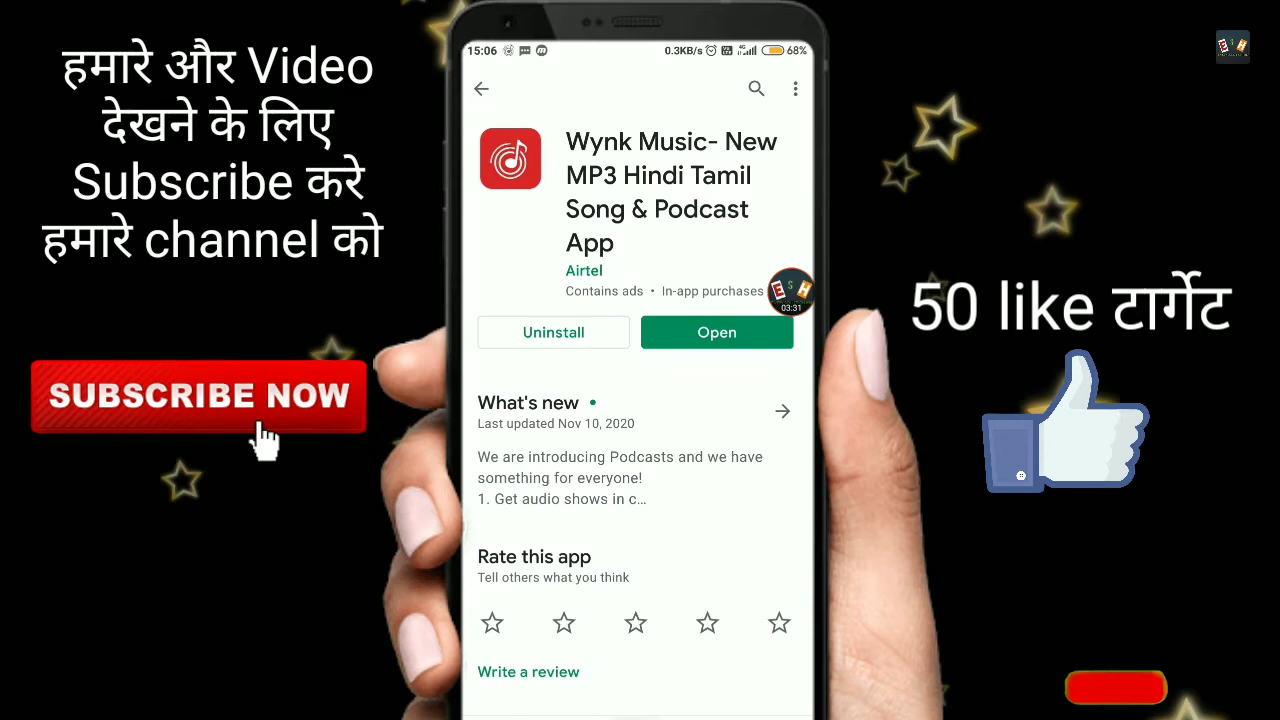 हमारे और Video
देखने के लिए
Subscribe करे
हमारे channel को
SUBSCRIBE NOW
15:06
0.3KB/s
68%
Wynk Music- New
MP3 Hindi Tamil
Song & Podcast
App
Airtel
Contains ads • In-app purchases
E S H
03:31
Uninstall
Open
What's new •
Last updated Nov 10, 2020
We are introducing Podcasts and we have
something for everyone!
1. Get audio shows in c…
Rate this app
Tell others what you think
Write a review
E S H
50 like टार्गेट